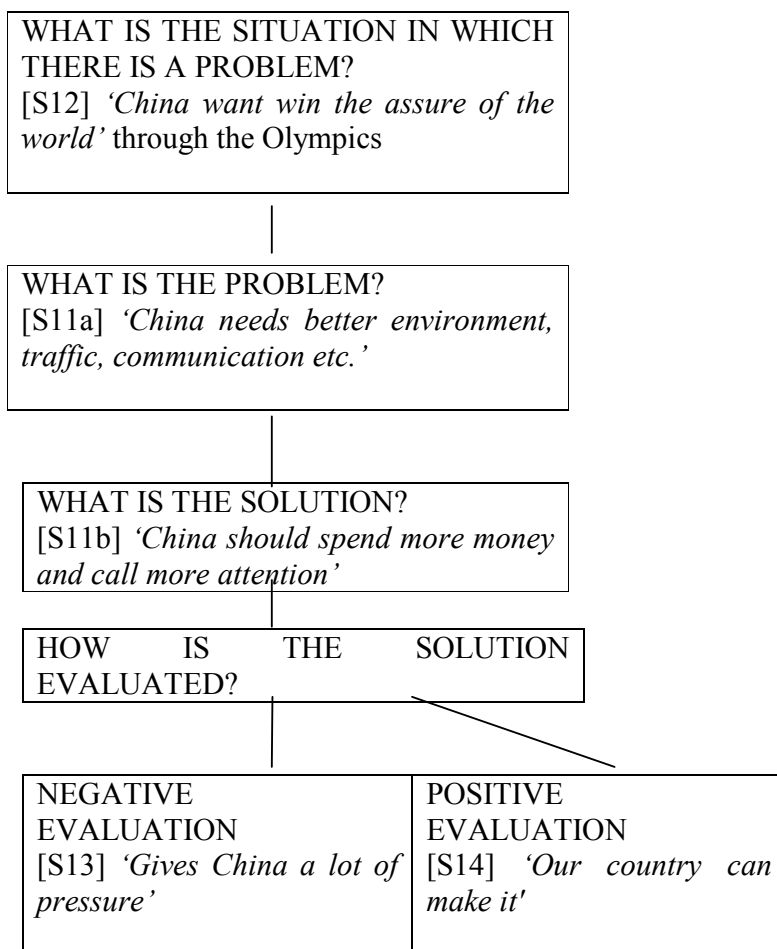 WHAT IS THE SITUATION IN WHICH
THERE IS A PROBLEM?
[S12] ‘China want win the assure of the
world’ through the Olympics
WHAT IS THE PROBLEM?
[S11a] ‘China needs better environment,
traffic, communication etc.’
WHAT IS THE SOLUTION?
[S11b] ‘China should spend more money
and call more attention’
HOW IS THE SOLUTION
EVALUATED?
NEGATIVE
EVALUATION
[S13] ‘Gives China a lot of
pressure’
POSITIVE
EVALUATION
[S14] ‘Our country can
make it'